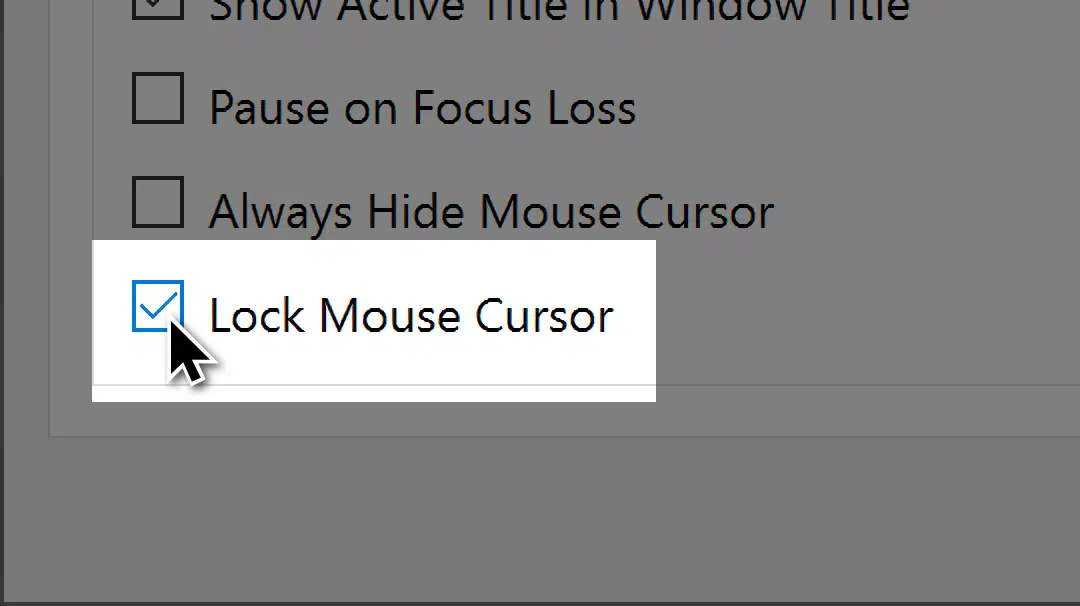 Show Active Title in Window Title
Pause on Focus Loss
Always Hide Mouse Cursor
Lock Mouse Cursor